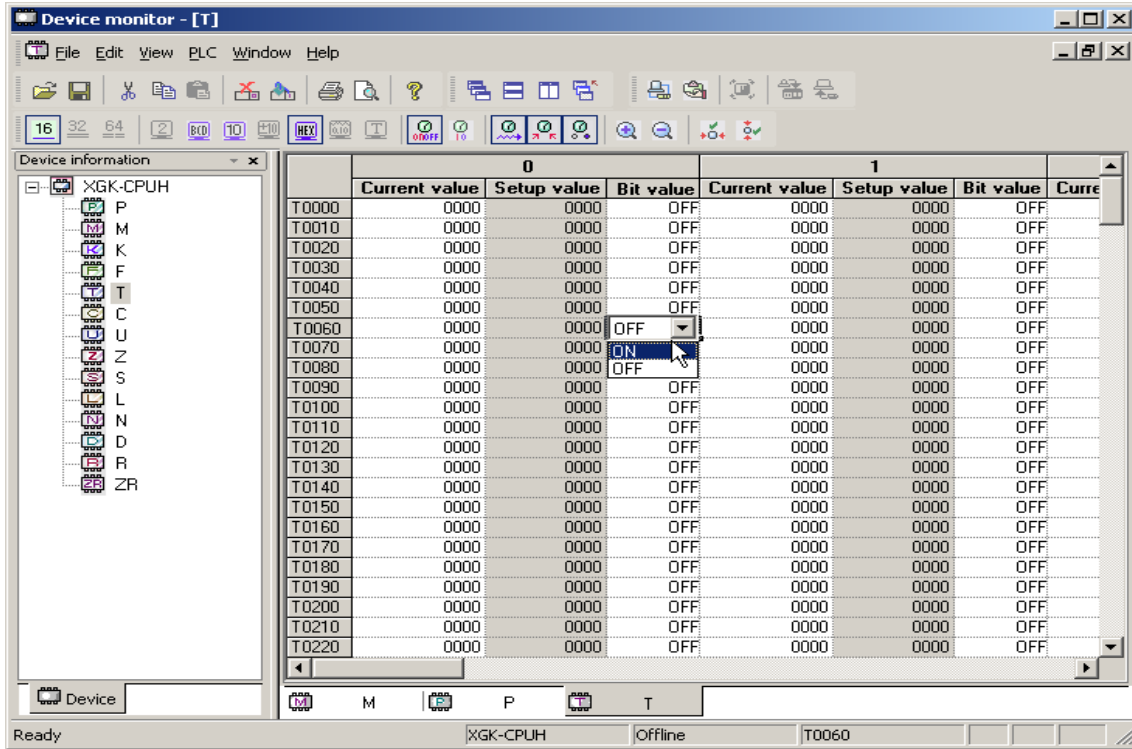 Device monitor - [T]
File Edit View PLC Window Help
16 32 64 2 BCD 10 ±10 HEX T ON/OFF 1 0
Device information
0 1
Current value Setup value Bit value Current value Setup value Bit value Curre
XGK-CPUH
P
M
K
F
T
C
U
Z
S
L
N
D
R
ZR
T0000 0000 0000 OFF 0000 0000 OFF
T0010 0000 0000 OFF 0000 0000 OFF
T0020 0000 0000 OFF 0000 0000 OFF
T0030 0000 0000 OFF 0000 0000 OFF
T0040 0000 0000 OFF 0000 0000 OFF
T0050 0000 0000 OFF 0000 0000 OFF
T0060 0000 0000 OFF 0000 0000 OFF
T0070 0000 0000 ON 0000 0000 OFF
T0080 0000 0000 OFF 0000 0000 OFF
T0090 0000 0000 OFF 0000 0000 OFF
T0100 0000 0000 OFF 0000 0000 OFF
T0110 0000 0000 OFF 0000 0000 OFF
T0120 0000 0000 OFF 0000 0000 OFF
T0130 0000 0000 OFF 0000 0000 OFF
T0140 0000 0000 OFF 0000 0000 OFF
T0150 0000 0000 OFF 0000 0000 OFF
T0160 0000 0000 OFF 0000 0000 OFF
T0170 0000 0000 OFF 0000 0000 OFF
T0180 0000 0000 OFF 0000 0000 OFF
T0190 0000 0000 OFF 0000 0000 OFF
T0200 0000 0000 OFF 0000 0000 OFF
T0210 0000 0000 OFF 0000 0000 OFF
T0220 0000 0000 OFF 0000 0000 OFF
Device
M P T
Ready XGK-CPUH Offline T0060